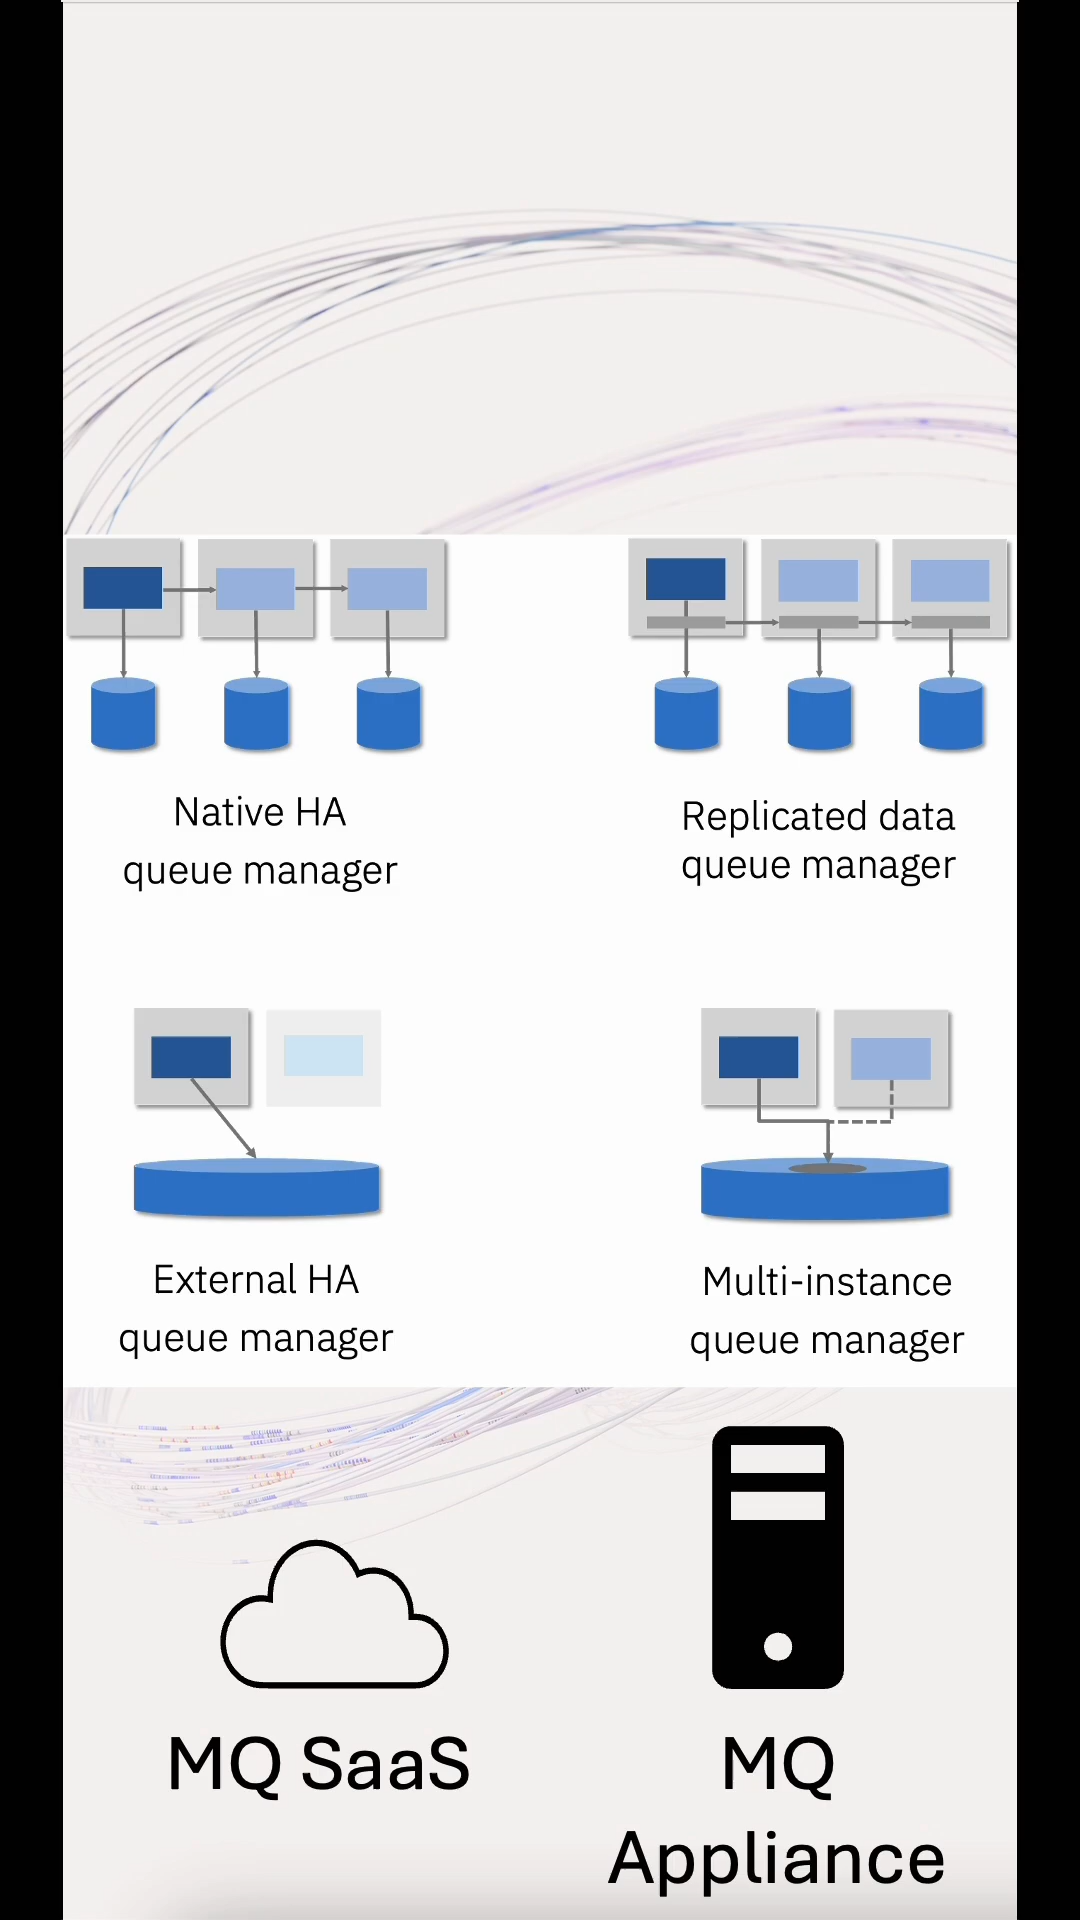 Native HA
queue manager
Replicated data
queue manager
External HA
queue manager
Multi-instance
queue manager
MQ SaaS
MQ
Appliance